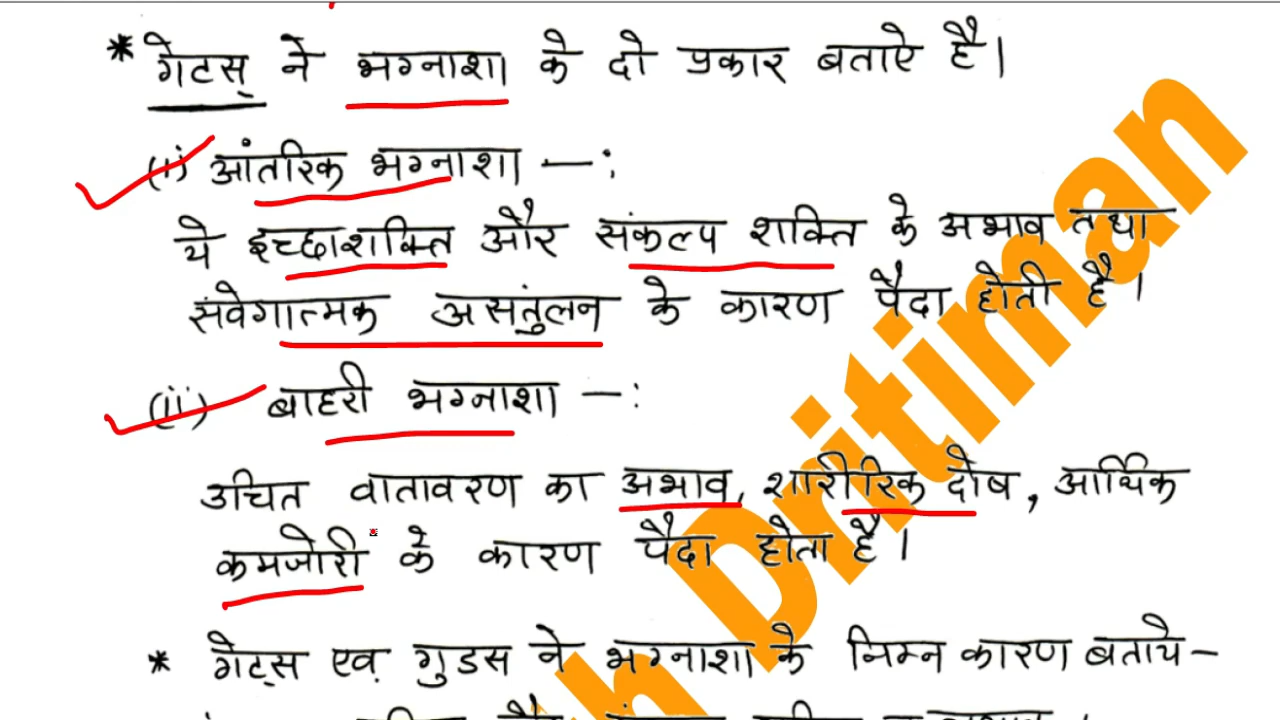 * गेटस् ने भग्नाशा के दो प्रकार बताऐ है।
(i) आंतरिक भग्नाशा —:
ये इच्छाशक्ति और संकल्प शक्ति के अभाव तथा
संवेगात्मक असंतुलन के कारण पैदा होती है।
(ii) बाहरी भग्नाशा —:
उचित वातावरण का अभाव, शारीरिक दोष, आर्थिक
कमजोरी के कारण पैदा होता है।
* गेट्स एवं गुडस ने भग्नाशा के निम्न कारण बताये–
Dhritiman